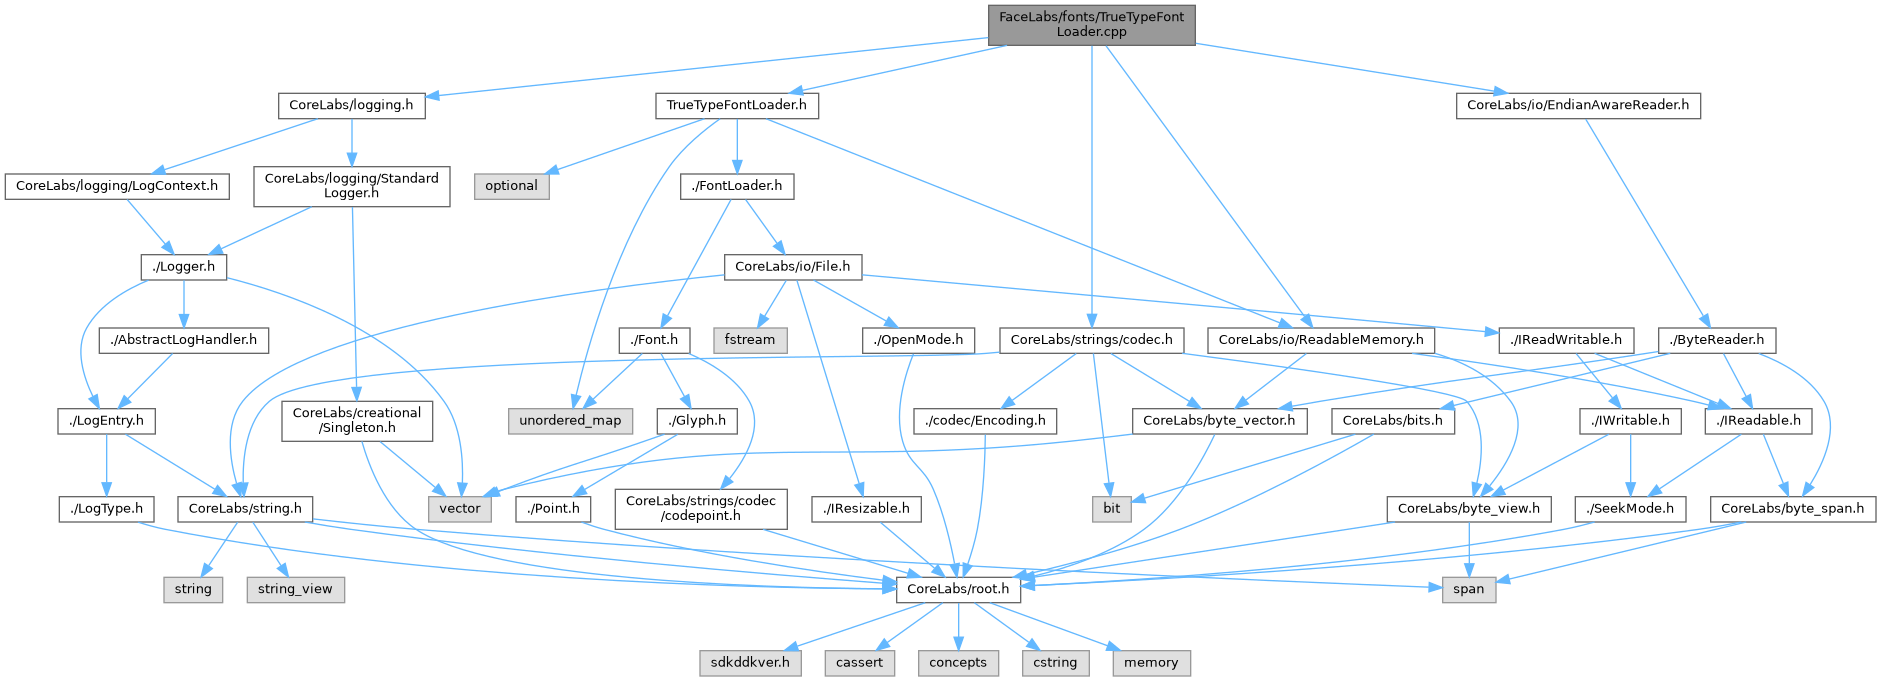 FaceLabs/fonts/TrueTypeFont
Loader.cpp
CoreLabs/logging.h
TrueTypeFontLoader.h
CoreLabs/io/EndianAwareReader.h
CoreLabs/logging/LogContext.h
CoreLabs/logging/Standard
Logger.h
optional
./FontLoader.h
./Logger.h
CoreLabs/io/File.h
./AbstractLogHandler.h
./Font.h
fstream
./OpenMode.h
CoreLabs/strings/codec.h
CoreLabs/io/ReadableMemory.h
./IReadWritable.h
./ByteReader.h
./LogEntry.h
CoreLabs/creational
/Singleton.h
unordered_map
./Glyph.h
./codec/Encoding.h
CoreLabs/byte_vector.h
CoreLabs/bits.h
./IWritable.h
./IReadable.h
./LogType.h
CoreLabs/string.h
vector
./Point.h
CoreLabs/strings/codec
/codepoint.h
./IResizable.h
bit
CoreLabs/byte_view.h
./SeekMode.h
CoreLabs/byte_span.h
string
string_view
CoreLabs/root.h
span
sdkddkver.h
cassert
concepts
cstring
memory